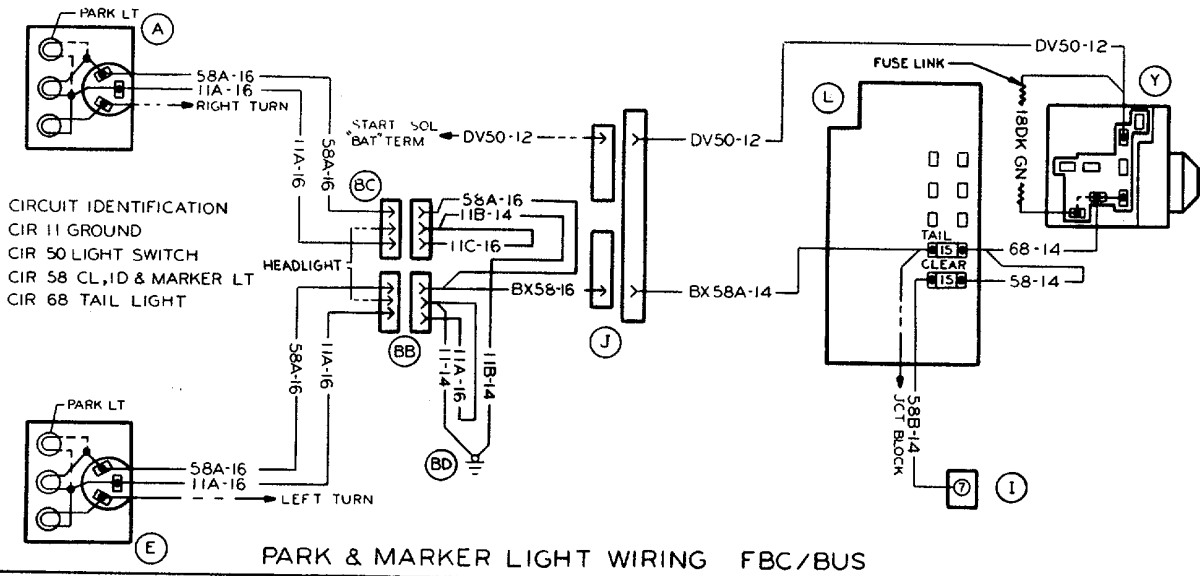 PARK LT
A
58A-16
11A-16
RIGHT TURN
11A-16
58A-16
START SOL
"BAT" TERM
DV50-12
DV50-12
DV50-12
FUSE LINK
18DK GN
L
Y
CIRCUIT IDENTIFICATION
CIR 11 GROUND
CIR 50 LIGHT SWITCH
CIR 58 CL, ID & MARKER LT
CIR 68 TAIL LIGHT
BC
58A-16
11B-14
11C-16
HEADLIGHT
BX58-16
BX58A-14
TAIL
15
68-14
CLEAR
15
58-14
J
BB
58A-16
11A-16
11-14
11A-16
11B-14
BD
58B-14
JCT BLOCK
7
I
PARK LT
58A-16
11A-16
LEFT TURN
E
PARK & MARKER LIGHT WIRING FBC/BUS